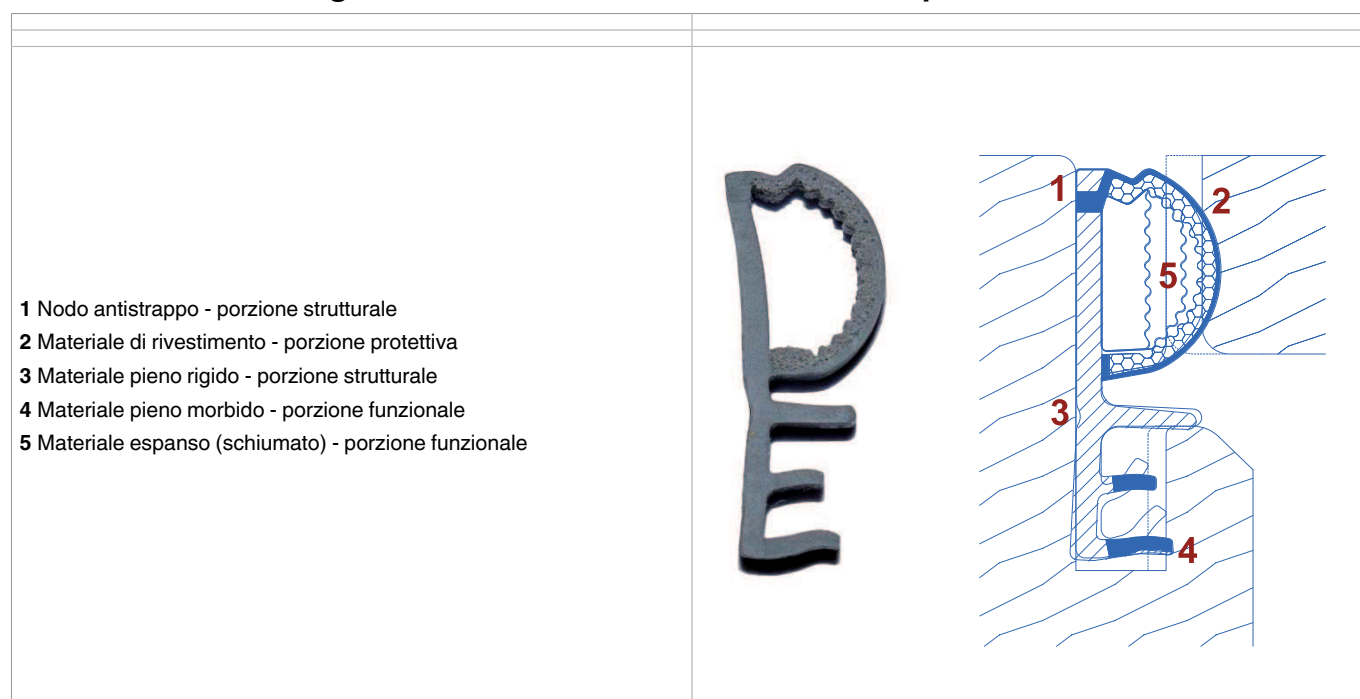 1 Nodo antistrappo - porzione strutturale
2 Materiale di rivestimento - porzione protettiva
3 Materiale pieno rigido - porzione strutturale
4 Materiale pieno morbido - porzione funzionale
5 Materiale espanso (schiumato) - porzione funzionale
1
2
5
3
4